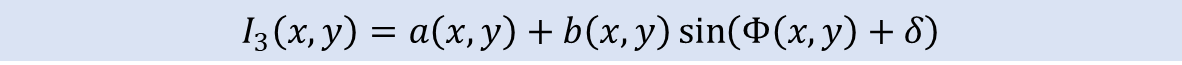 I₃(x, y) = a(x, y) + b(x, y) sin(Φ(x, y) + δ)